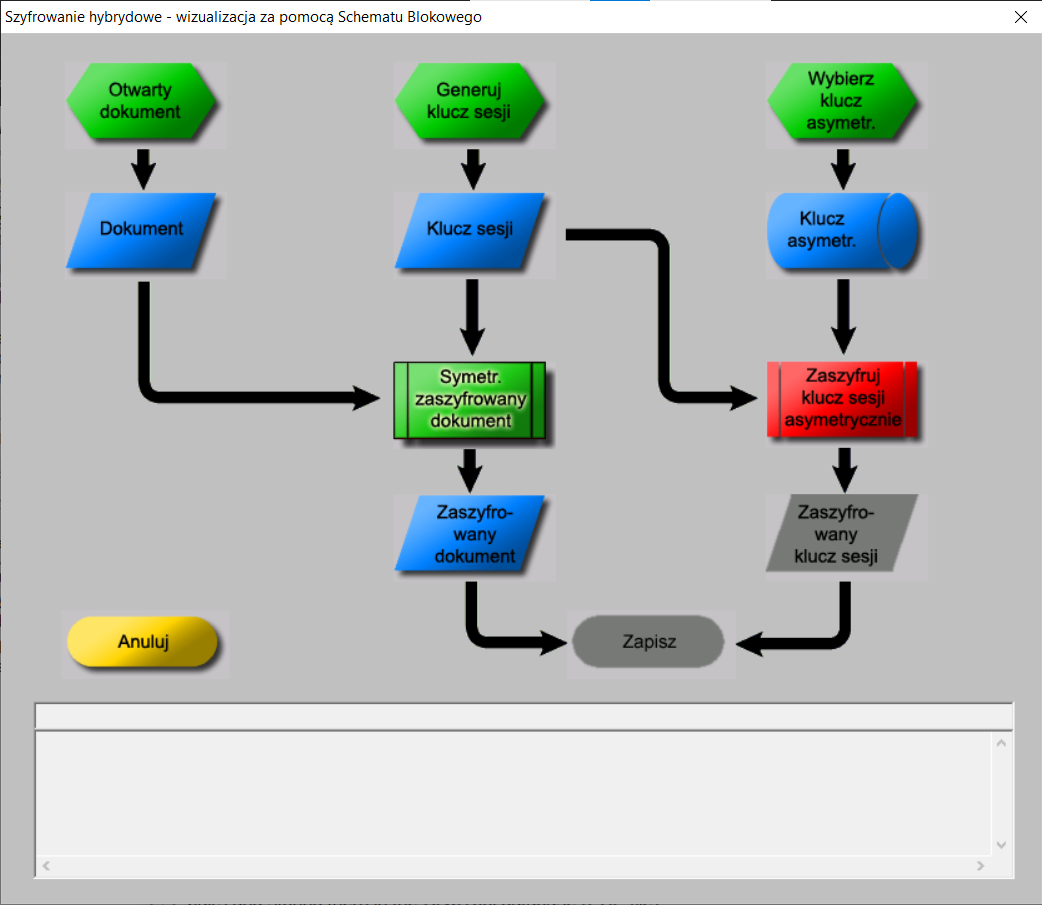 Szyfrowanie hybrydowe - wizualizacja za pomocą Schematu Blokowego
Otwarty
dokument
Generuj
klucz sesji
Wybierz
klucz
asymetr.
Dokument
Klucz sesji
Klucz
asymetr.
Symetr.
zaszyfrowany
dokument
Zaszyfruj
klucz sesji
asymetrycznie
Zaszyfro-
wany
dokument
Zaszyfro-
wany
klucz sesji
Anuluj
Zapisz